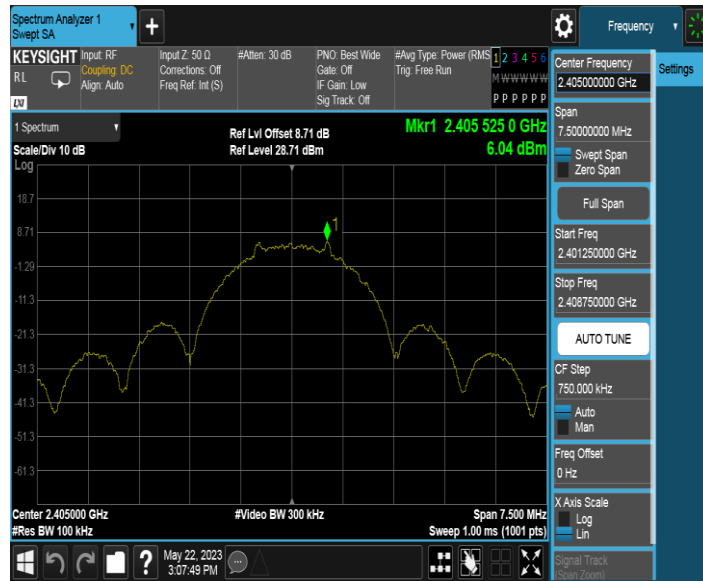 Spectrum Analyzer 1
Swept SA
Frequency
KEYSIGHT
RL
LXI
Input: RF
Coupling: DC
Align: Auto
Input Z: 50 Ω
Corrections: Off
Freq Ref: Int (S)
#Atten: 30 dB
PNO: Best Wide
Gate: Off
IF Gain: Low
Sig Track: Off
#Avg Type: Power (RMS
Trig: Free Run
1 2 3 4 5 6
M W W W W W
P P P P P P
1 Spectrum
Scale/Div 10 dB
Log
Ref Lvl Offset 8.71 dB
Ref Level 28.71 dBm
Mkr1 2.405 525 0 GHz
6.04 dBm
18.7
8.71
-1.29
-11.3
-21.3
-31.3
-41.3
-51.3
-61.3
1
Center 2.405000 GHz
#Res BW 100 kHz
#Video BW 300 kHz
Span 7.500 MHz
Sweep 1.00 ms (1001 pts)
May 22, 2023
3:07:49 PM
Center Frequency
2.405000000 GHz
Settings
Span
7.50000000 MHz
Swept Span
Zero Span
Full Span
Start Freq
2.401250000 GHz
Stop Freq
2.408750000 GHz
AUTO TUNE
CF Step
750.000 kHz
Auto
Man
Freq Offset
0 Hz
X Axis Scale
Log
Lin
Signal Track
(Span Zoom)